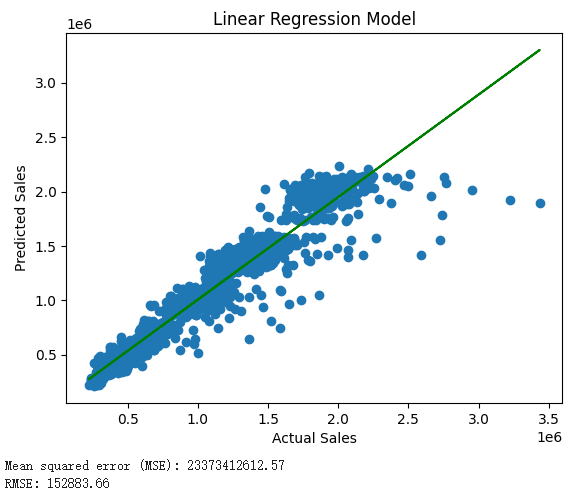 Linear Regression Model
1e6
3.0
2.5
2.0
1.5
1.0
0.5
Predicted Sales
0.5 1.0 1.5 2.0 2.5 3.0 3.5
1e6
Actual Sales
Mean squared error (MSE): 23373412612.57
RMSE: 152883.66